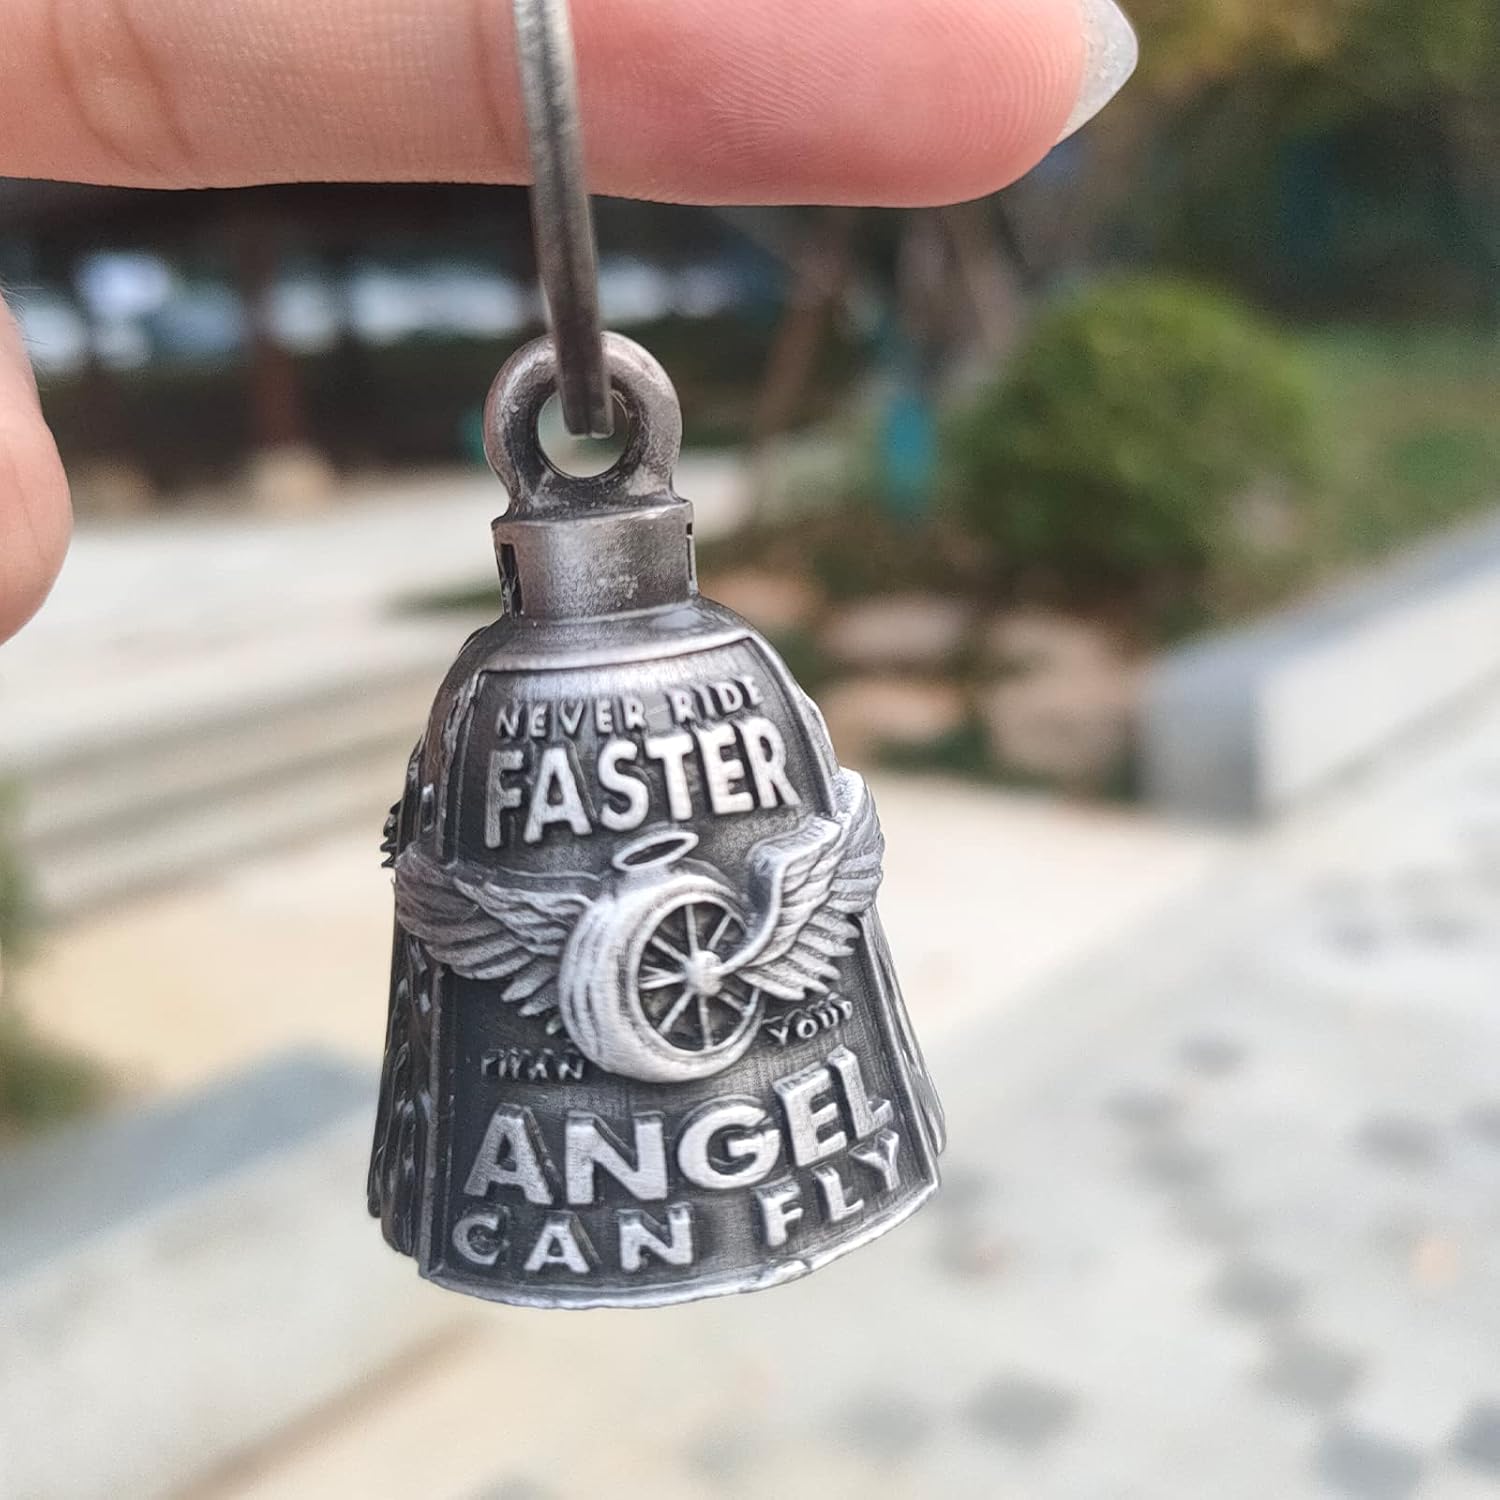 NEVER RIDE
FASTER
THAN YOUR
ANGEL
CAN FLY